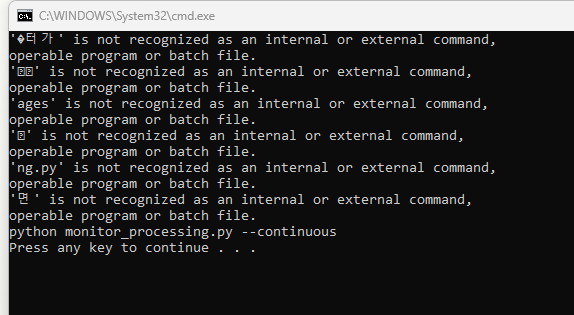 C:\WINDOWS\System32\cmd.exe
'�터 가' is not recognized as an internal or external command,
operable program or batch file.
'' is not recognized as an internal or external command,
operable program or batch file.
'ages' is not recognized as an internal or external command,
operable program or batch file.
'' is not recognized as an internal or external command,
operable program or batch file.
'ng.py' is not recognized as an internal or external command,
operable program or batch file.
'면' is not recognized as an internal or external command,
operable program or batch file.
python monitor_processing.py --continuous
Press any key to continue . . .